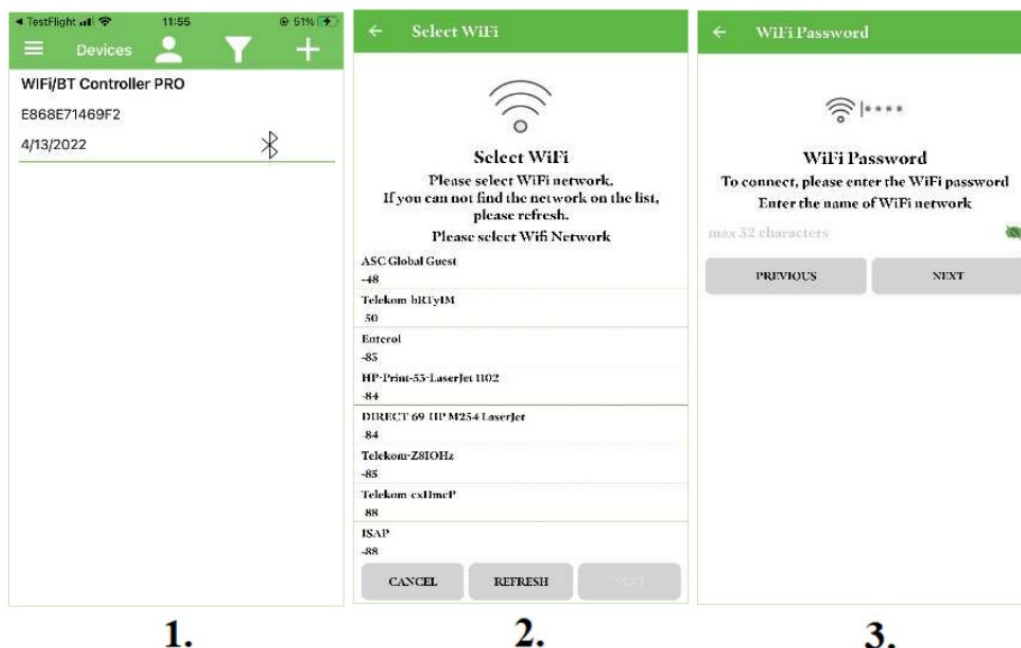 TestFlight 11:55 51%
Devices
WIFi/BT Controller PRO
E868E71469F2
4/13/2022
1.
Select WiFi
Select WiFi
Please select WiFi network.
If you can not find the network on the list,
please refresh.
Please select Wifi Network
ASC Global Guest
-48
Telekom bRTyIM
50
Enterol
-85
HP-Print-53-LaserJet 1102
-84
DIRECT 69 HP M254 LaserJet
84
Telekom-Z8IOHz
-85
Telekom
88
ISAP
-88
CANCEL REFRESH NEXT
2.
WiFi Password
****
WiFi Password
To connect, please enter the WiFi password
Enter the name of WiFi network
max 32 characters
PREVIOUS NEXT
3.